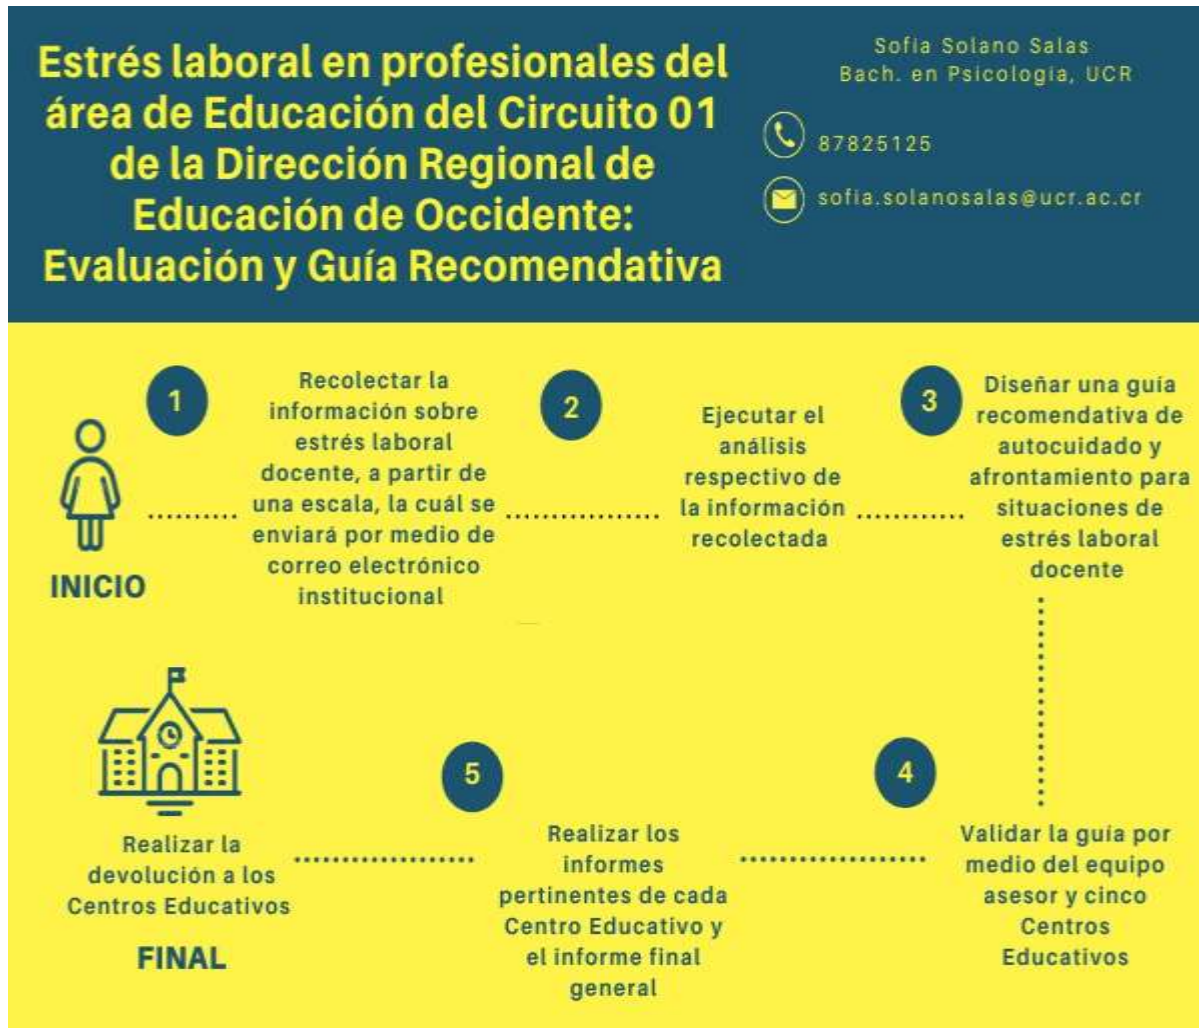 Estrés laboral en profesionales del
área de Educación del Circuito 01
de la Dirección Regional de
Educación de Occidente:
Evaluación y Guía Recomendativa
Sofía Solano Salas
Bach. en Psicología, UCR
87825125
sofia.solanosalas@ucr.ac.cr
INICIO
1
Recolectar la
información sobre
estrés laboral
docente, a partir de
una escala, la cuál se
enviará por medio de
correo electrónico
institucional
2
Ejecutar el
análisis
respectivo de
la información
recolectada
3
Diseñar una guía
recomendativa de
autocuidado y
afrontamiento para
situaciones de
estrés laboral
docente
4
Validar la guía por
medio del equipo
asesor y cinco
Centros
Educativos
5
Realizar los
informes
pertinentes de cada
Centro Educativo y
el informe final
general
Realizar la
devolución a los
Centros Educativos
FINAL